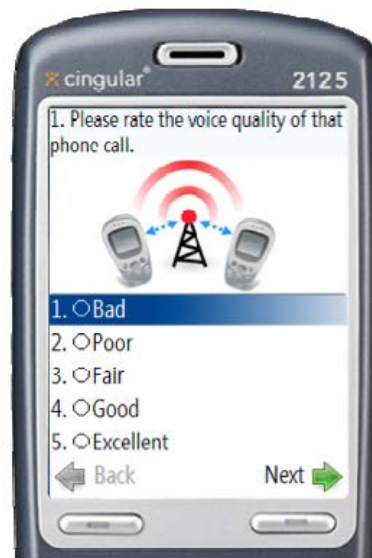 cingular® 2125
1. Please rate the voice quality of that
phone call.
1. Bad
2. Poor
3. Fair
4. Good
5. Excellent
Back Next